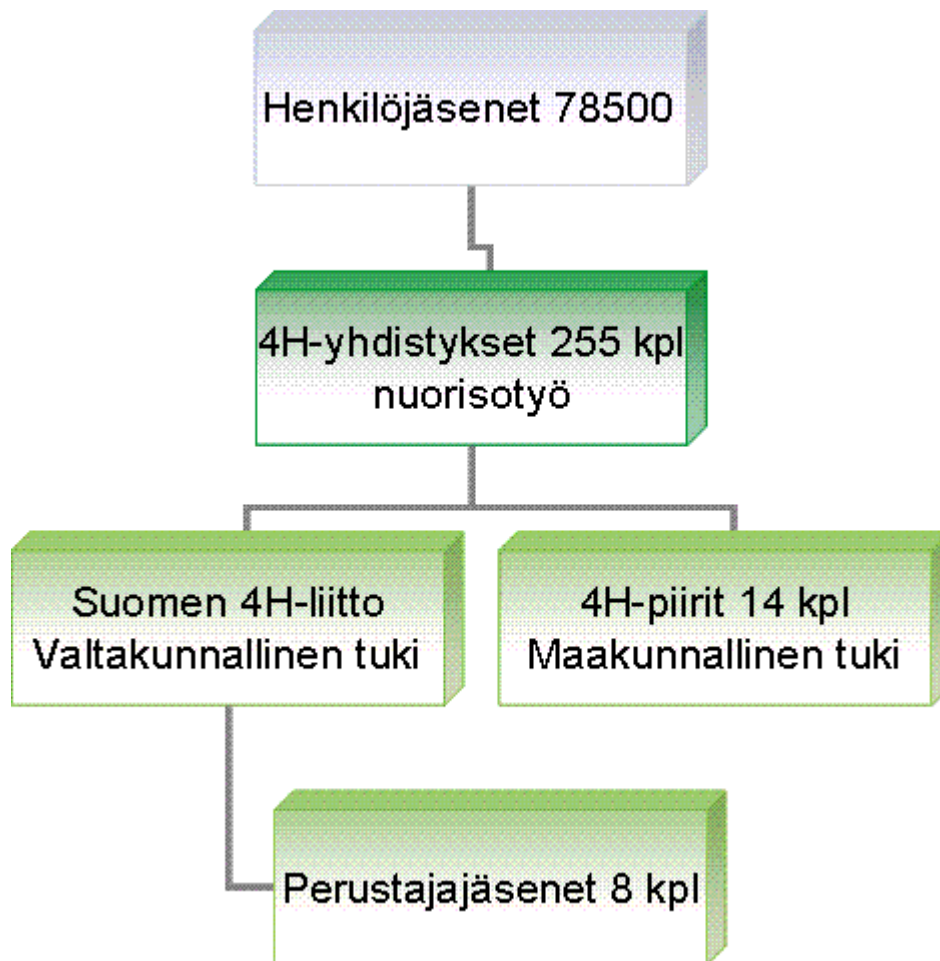 Henkilöjäsenet 78500
4H-yhdistykset 255 kpl
nuorisotyö
Suomen 4H-liitto
Valtakunnallinen tuki
4H-piirit 14 kpl
Maakunnallinen tuki
Perustajajäsenet 8 kpl